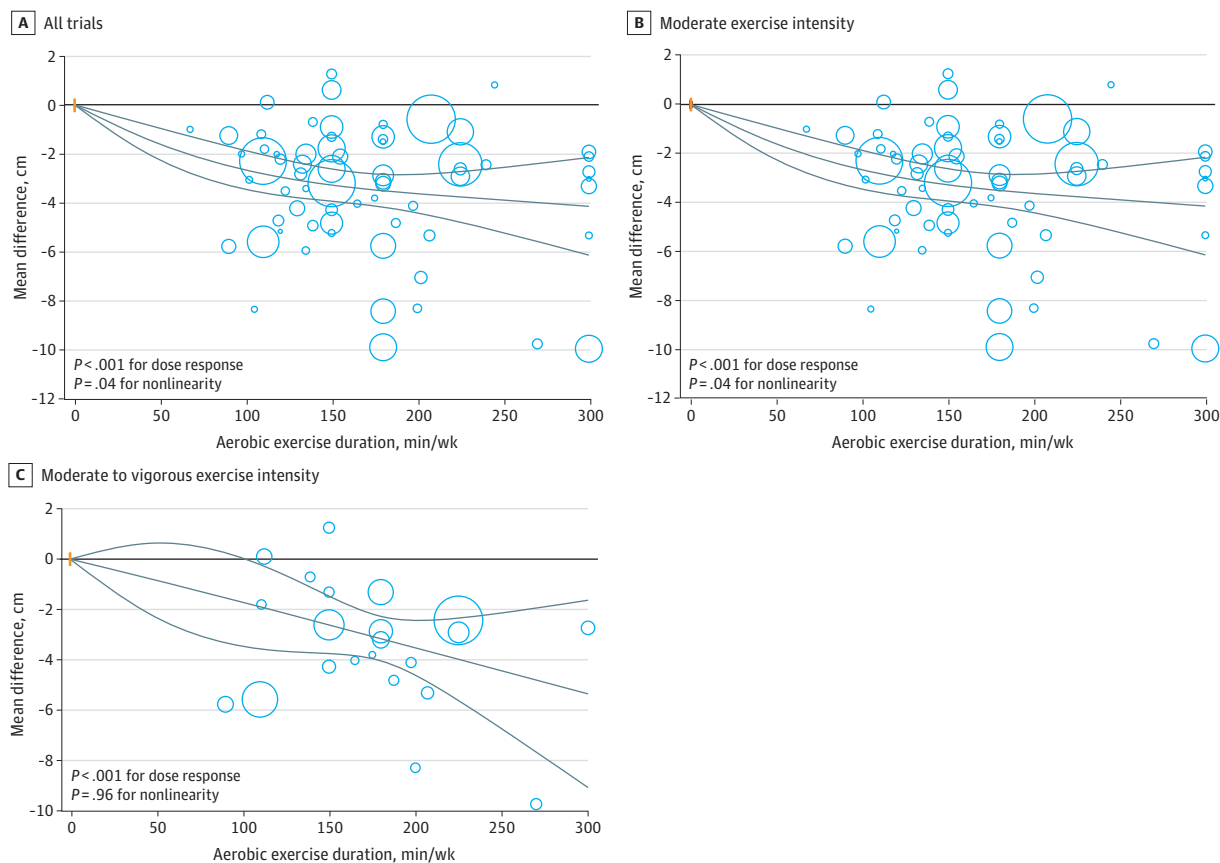 A All trials
2
0
-2
-4
-6
-8
-10
-12
Mean difference, cm
P < .001 for dose response
P = .04 for nonlinearity
0 50 100 150 200 250 300
Aerobic exercise duration, min/wk
B Moderate exercise intensity
2
0
-2
-4
-6
-8
-10
-12
Mean difference, cm
P < .001 for dose response
P = .04 for nonlinearity
0 50 100 150 200 250 300
Aerobic exercise duration, min/wk
C Moderate to vigorous exercise intensity
2
0
-2
-4
-6
-8
-10
Mean difference, cm
P < .001 for dose response
P = .96 for nonlinearity
0 50 100 150 200 250 300
Aerobic exercise duration, min/wk